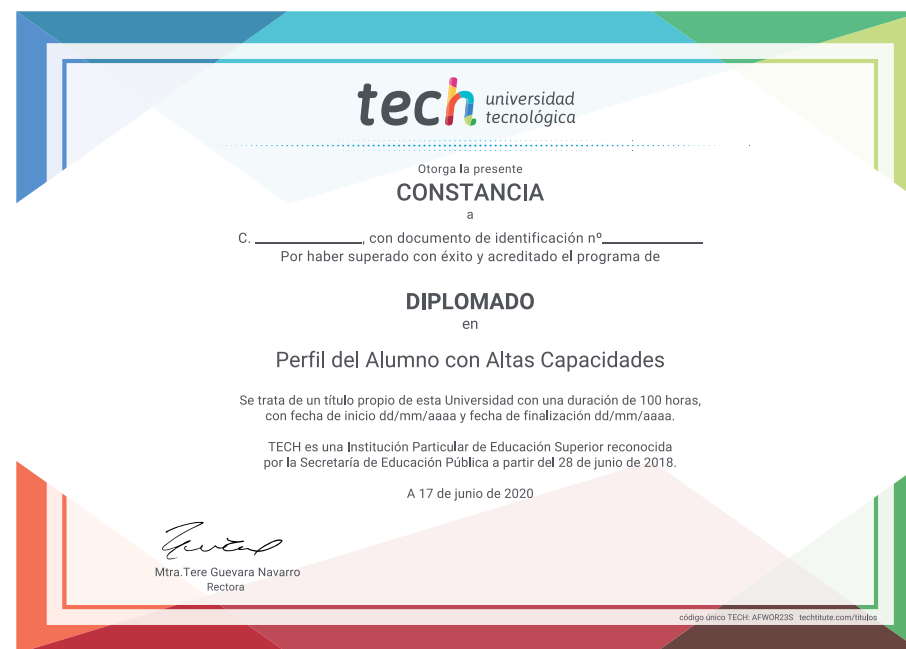 tech universidad
tecnológica
Otorga la presente
CONSTANCIA
a
C. ______________, con documento de identificación nº_____________
Por haber superado con éxito y acreditado el programa de
DIPLOMADO
en
Perfil del Alumno con Altas Capacidades
Se trata de un título propio de esta Universidad con una duración de 100 horas,
con fecha de inicio dd/mm/aaaa y fecha de finalización dd/mm/aaaa.
TECH es una Institución Particular de Educación Superior reconocida
por la Secretaría de Educación Pública a partir del 28 de junio de 2018.
A 17 de junio de 2020
Mtra.Tere Guevara Navarro
Rectora
código único TECH: AFWOR23S techtitute.com/titulos